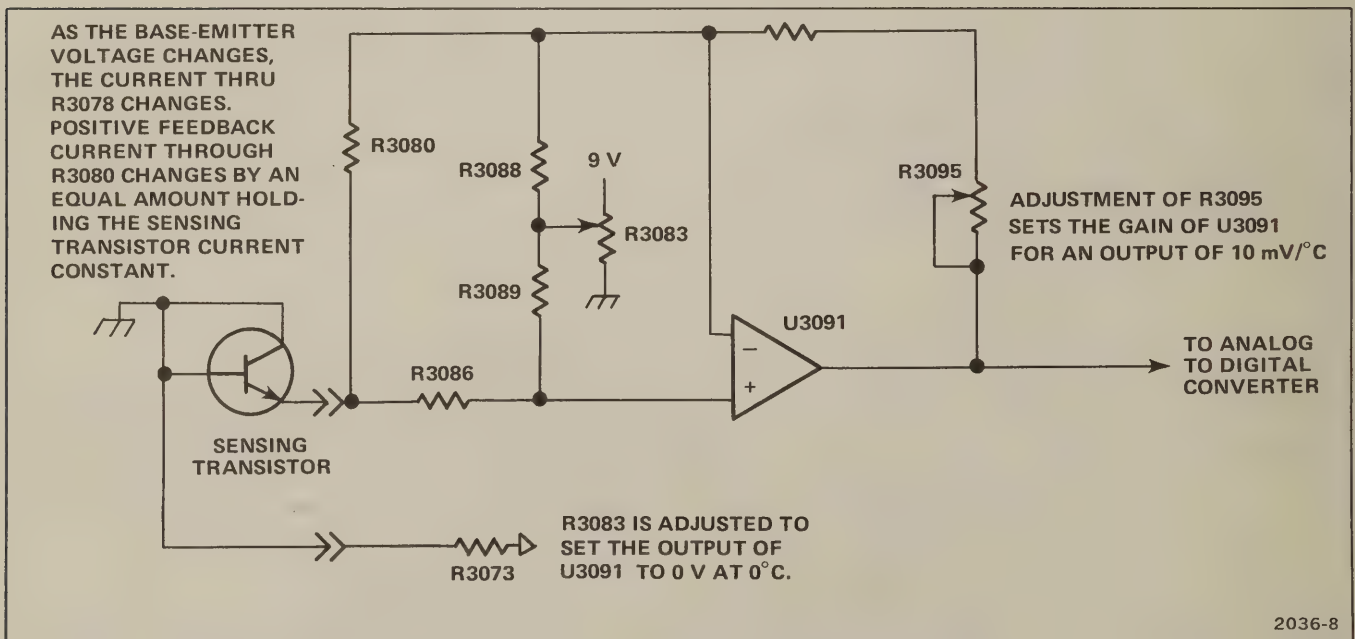 AS THE BASE-EMITTER
VOLTAGE CHANGES,
THE CURRENT THRU
R3078 CHANGES.
POSITIVE FEEDBACK
CURRENT THROUGH
R3080 CHANGES BY AN
EQUAL AMOUNT HOLD-
ING THE SENSING
TRANSISTOR CURRENT
CONSTANT.
R3080
R3088
9 V
R3083
R3089
R3095
ADJUSTMENT OF R3095
SETS THE GAIN OF U3091
FOR AN OUTPUT OF 10 mV/°C
U3091
−
+
R3086
TO ANALOG
TO DIGITAL
CONVERTER
SENSING
TRANSISTOR
R3073
R3083 IS ADJUSTED TO
SET THE OUTPUT OF
U3091 TO 0 V AT 0°C.
2036-8